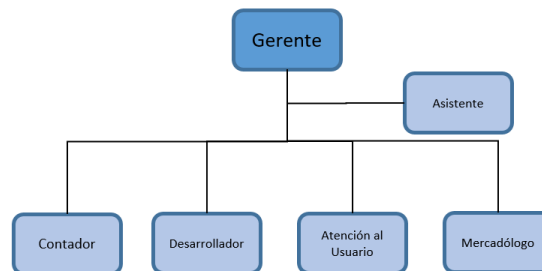 Gerente
Asistente
Contador
Desarrollador
Atención al
Usuario
Mercadólogo